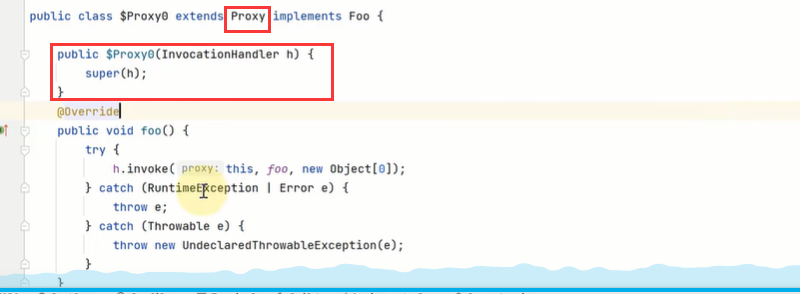 public class $Proxy0 extends Proxy implements Foo {
public $Proxy0(InvocationHandler h) {
super(h);
}
@Override
public void foo() {
try {
h.invoke( proxy: this, foo, new Object[0]);
} catch (RuntimeException | Error e) {
throw e;
} catch (Throwable e) {
throw new UndeclaredThrowableException(e);
}
}